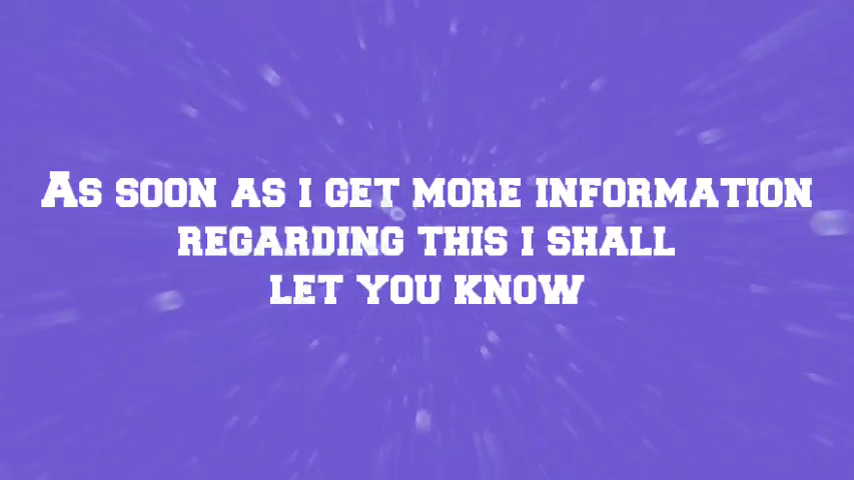 As soon as i get more information
regarding this i shall
let you know